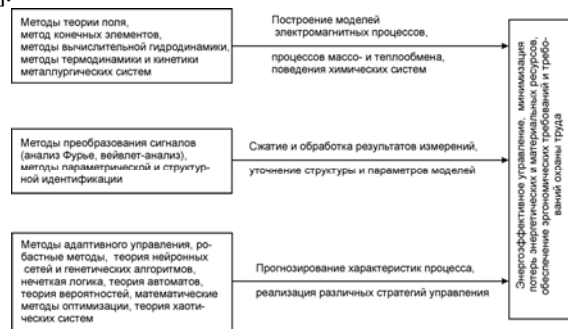 ].
Методы теории поля,
метод конечных элементов,
методы вычислительной гидродинамики,
методы термодинамики и кинетики
металлургических систем
Построение моделей
электромагнитных процессов,
процессов массо- и теплообмена,
поведения химических систем
Методы преобразования сигналов
(анализ Фурье, вейвлет-анализ),
методы параметрической и структур-
ной идентификации
Сжатие и обработка результатов измерений,
уточнение структуры и параметров моделей
Методы адаптивного управления, ро-
бастные методы, теория нейронных
сетей и генетических алгоритмов,
нечеткая логика, теория автоматов,
теория вероятностей, математические
методы оптимизации, теория хаоти-
ческих систем
Прогнозирование характеристик процесса,
реализация различных стратегий управления
Энергоэффективное управление, минимизация
потерь энергетических и материальных ресурсов,
обеспечение эргономических требований и требо-
ваний охраны труда